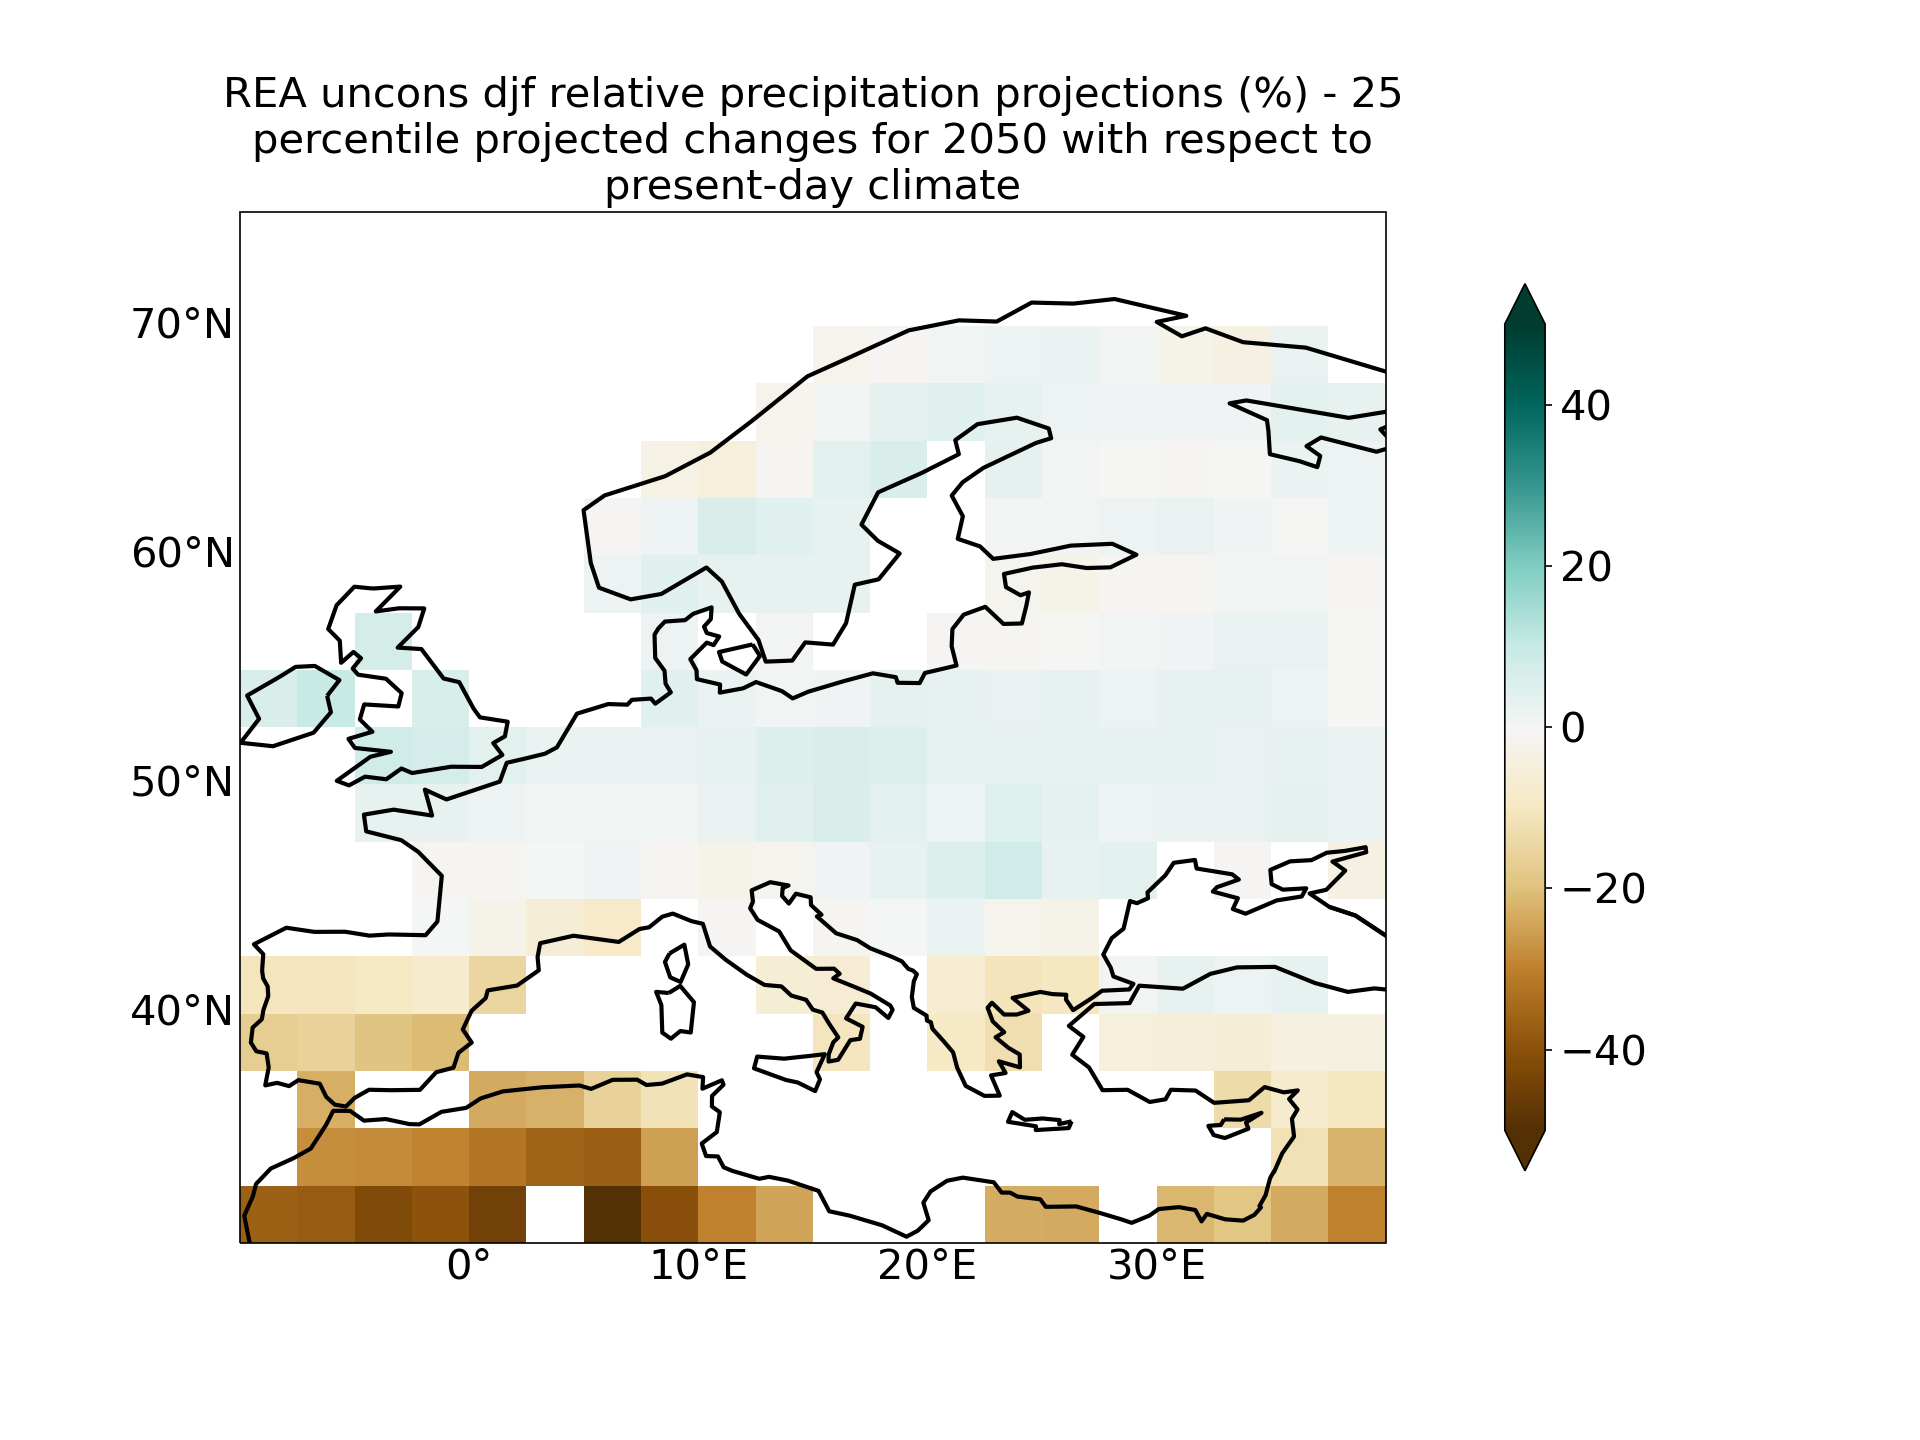 REA uncons djf relative precipitation projections (%) - 25
percentile projected changes for 2050 with respect to
present-day climate
70°N
60°N
50°N
40°N
0°
10°E
20°E
30°E
40
20
0
−20
−40